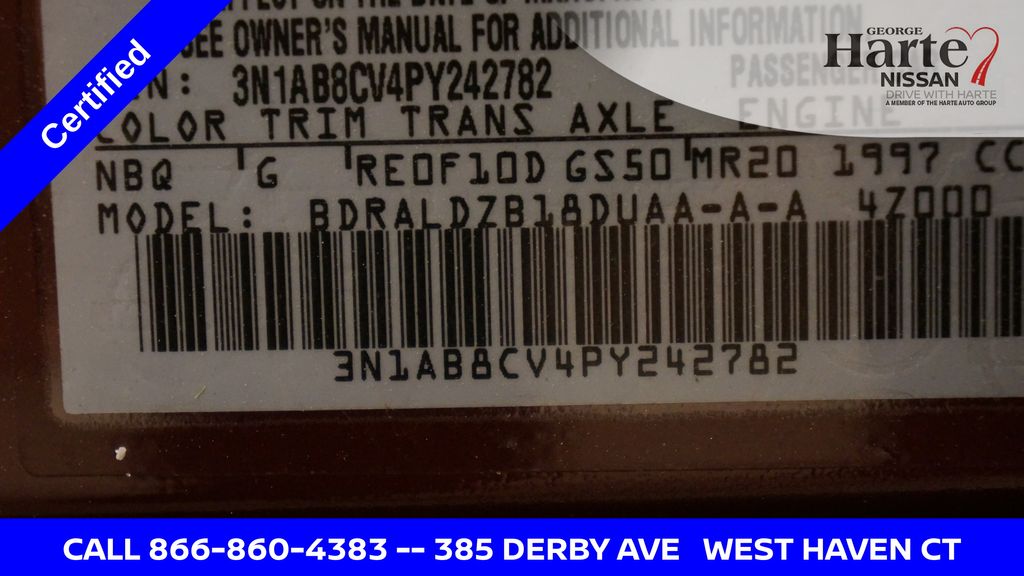 SEE OWNER'S MANUAL FOR ADDITIONAL INFORMATION
N: 3N1AB8CV4PY242782 PASSENGER
COLOR TRIM TRANS AXLE ENGINE
NBQ G RE0F10D GS50 MR20 1997 CC
MODEL: BDRALDZB18DUAA-A-A 4Z000
3N1AB8CV4PY242782
Certified
GEORGE
Harte
NISSAN
DRIVE WITH HARTE
A MEMBER OF THE HARTE AUTO GROUP
CALL 866-860-4383 -- 385 DERBY AVE WEST HAVEN CT